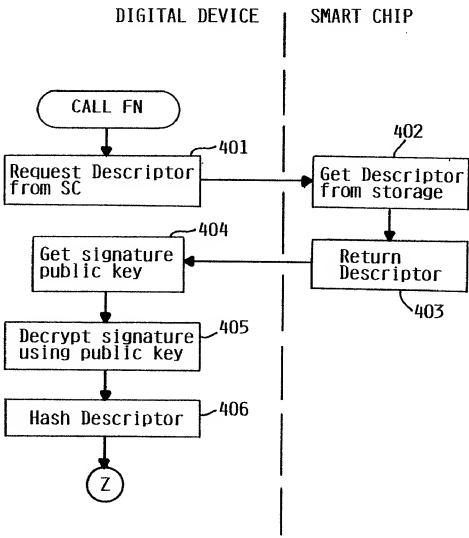 DIGITAL DEVICE
SMART CHIP
CALL FN
401
Request Descriptor
from SC
402
Get Descriptor
from storage
404
Get signature
public key
Return
Descriptor
403
405
Decrypt signature
using public key
406
Hash Descriptor
Z